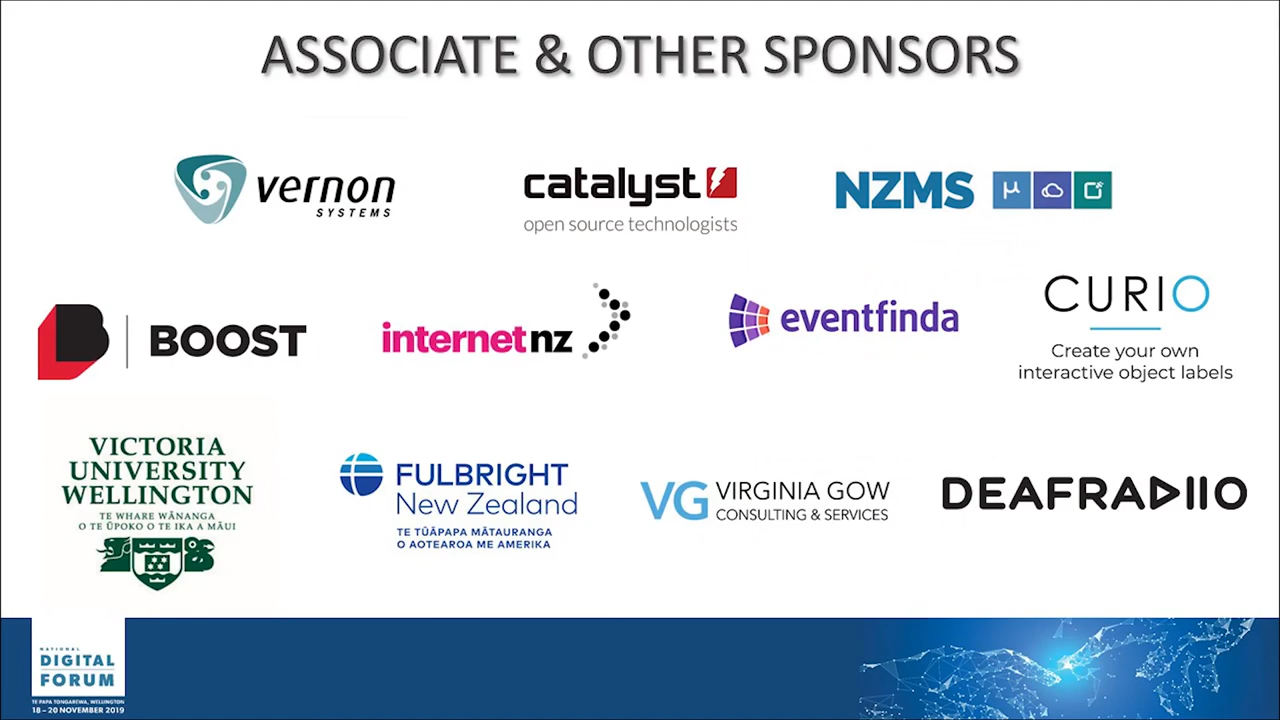 ASSOCIATE & OTHER SPONSORS
vernon
SYSTEMS
catalyst
open source technologists
NZMS
µ
B
BOOST
internetnz
eventfinda
CURIO
Create your own
interactive object labels
VICTORIA
UNIVERSITY
WELLINGTON
TE WHARE WĀNANGA
O TE ŪPOKO O TE IKA A MĀUI
FULBRIGHT
New Zealand
TE TŪĀPAPA MĀTAURANGA
O AOTEAROA ME AMERIKA
VG
VIRGINIA GOW
CONSULTING & SERVICES
DEAFRADIO
NATIONAL
DIGITAL
FORUM
TE PAPA TONGAREWA, WELLINGTON
18 – 20 NOVEMBER 2019